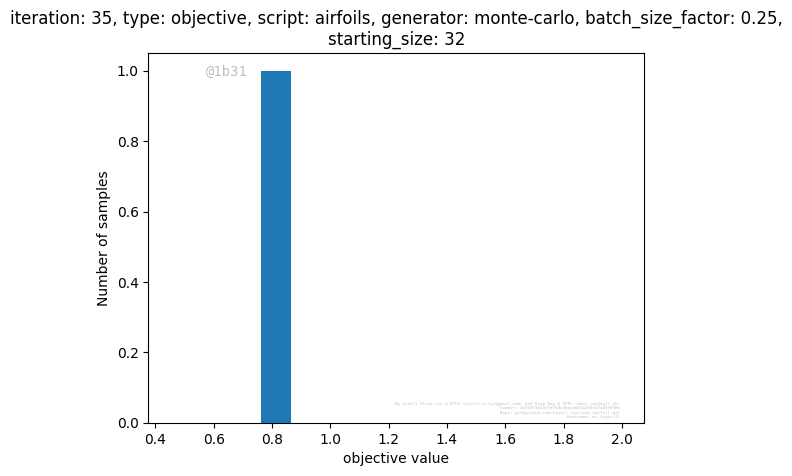 iteration: 35, type: objective, script: airfoils, generator: monte-carlo, batch_size_factor: 0.25,
starting_size: 32
@1b31
1.0
0.8
0.6
0.4
0.2
0.0
Number of samples
0.4 0.6 0.8 1.0 1.2 1.4 1.6 1.8 2.0
objective value